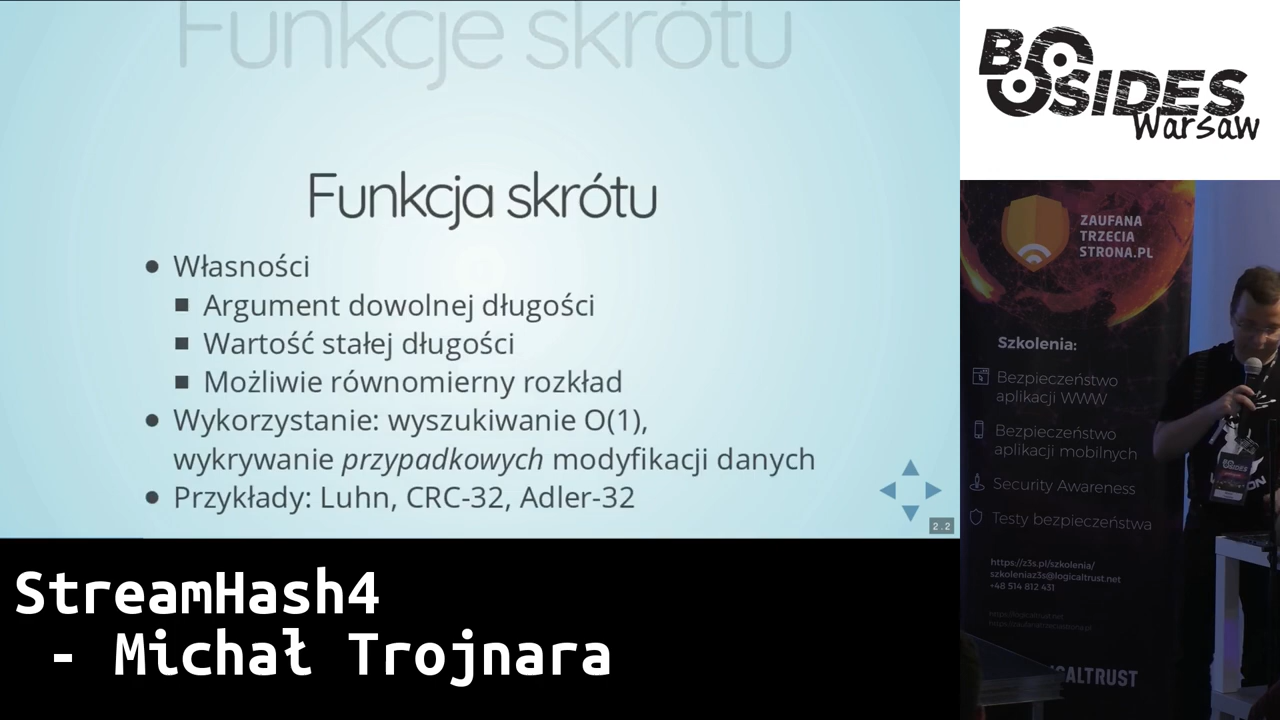 Funkcje skrótu
Funkcja skrótu
Własności
Argument dowolnej długości
Wartość stałej długości
Możliwie równomierny rozkład
Wykorzystanie: wyszukiwanie O(1),
wykrywanie przypadkowych modyfikacji danych
Przykłady: Luhn, CRC-32, Adler-32
2.2
StreamHash4
- Michał Trojnara
BSIDES
Warsaw
ZAUFANA
TRZECIA
STRONA.PL
Szkolenia:
Bezpieczeństwo
aplikacji WWW
Bezpieczeństwo
aplikacji mobilnych
Security Awareness
Testy bezpieczeństwa
https://z3s.pl/szkolenia/
szkoleniaz3s@logicaltrust.net
+48 514 812 431